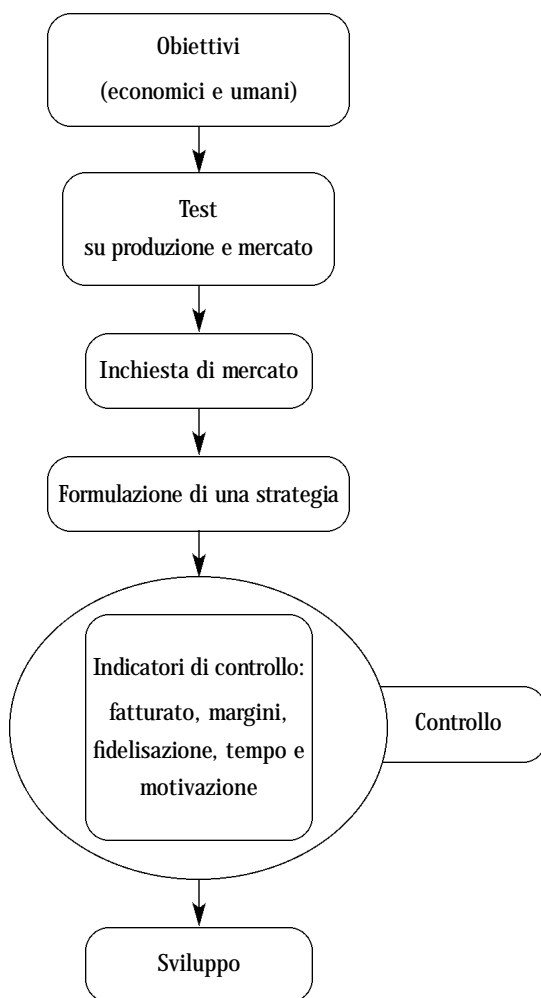 Obiettivi
(economici e umani)
Test
su produzione e mercato
Inchiesta di mercato
Formulazione di una strategia
Indicatori di controllo:
fatturato, margini,
fidelisazione, tempo e
motivazione
Controllo
Sviluppo